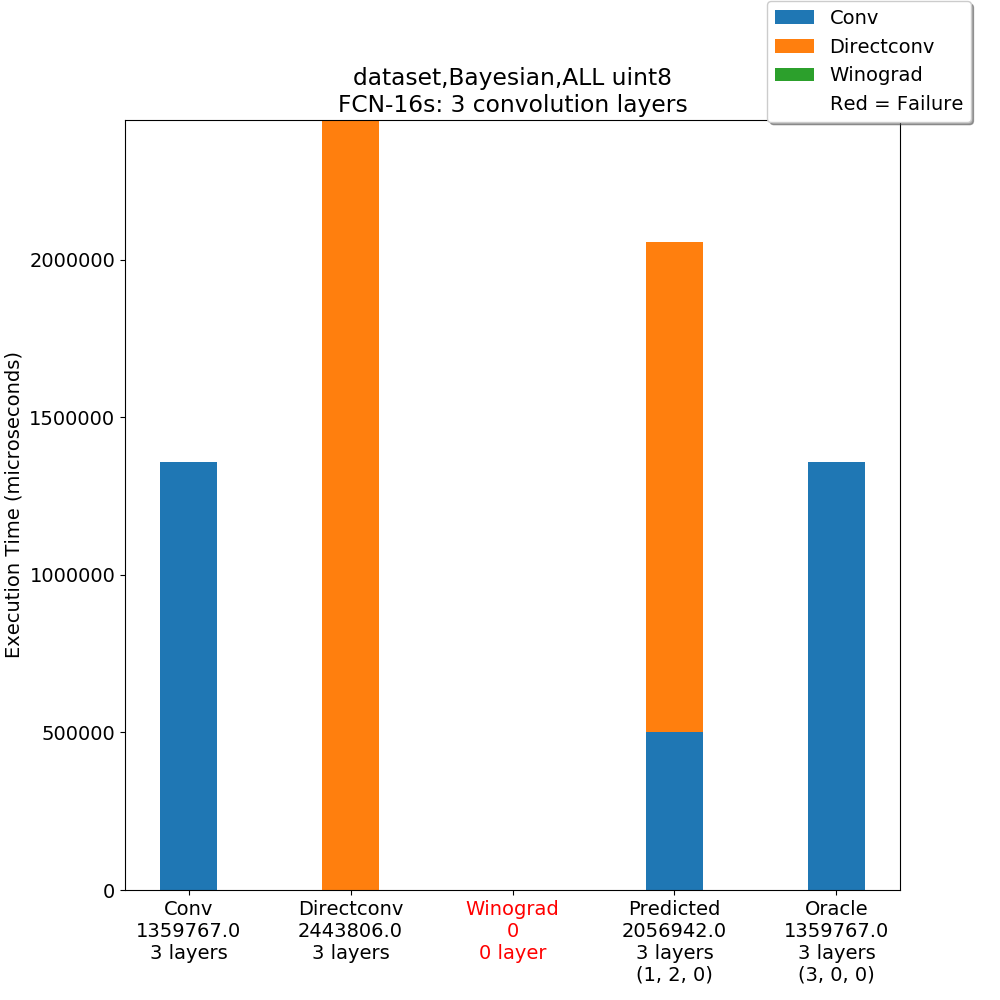 Conv
Directconv
Winograd
Red = Failure
dataset,Bayesian,ALL uint8
FCN-16s: 3 convolution layers
Execution Time (microseconds)
2000000
1500000
1000000
500000
0
Conv
1359767.0
3 layers
Directconv
2443806.0
3 layers
Winograd
0
0 layer
Predicted
2056942.0
3 layers
(1, 2, 0)
Oracle
1359767.0
3 layers
(3, 0, 0)